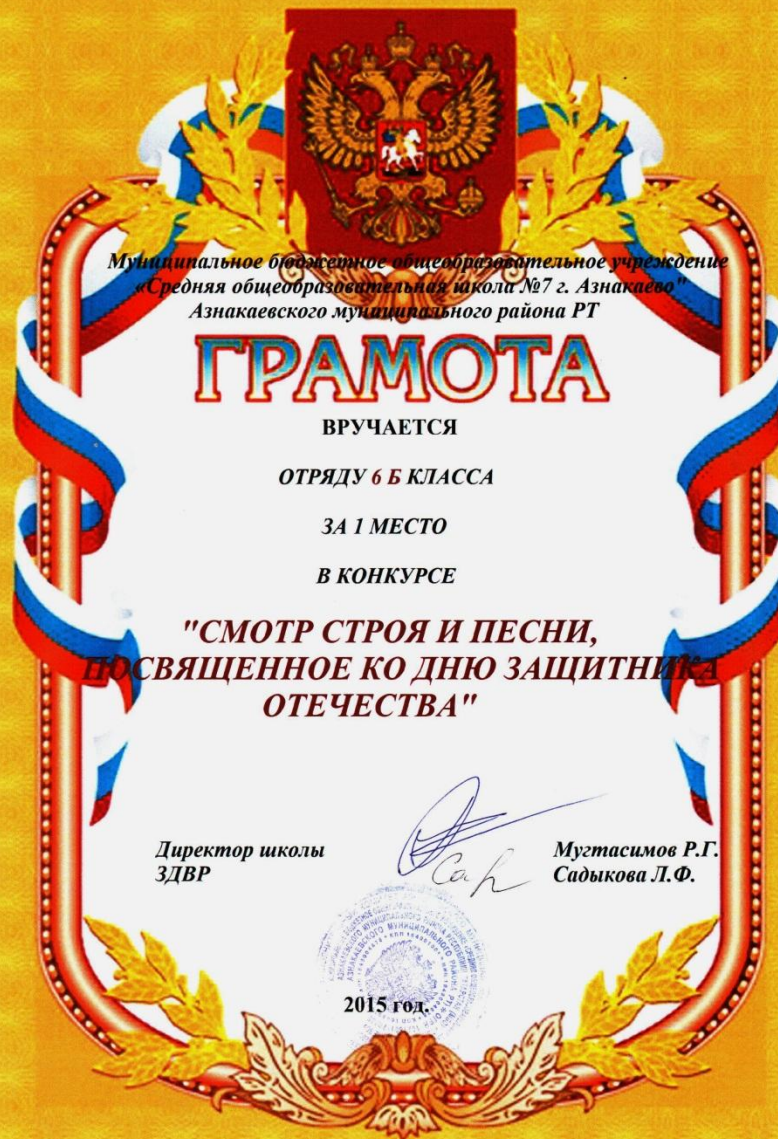 Муниципальное бюджетное общеобразовательное учреждение
«Средняя общеобразовательная школа №7 г. Азнакаево"
Азнакаевского муниципального района РТ
ГРАМОТА
ВРУЧАЕТСЯ
ОТРЯДУ 6 Б КЛАССА
ЗА 1 МЕСТО
В КОНКУРСЕ
"СМОТР СТРОЯ И ПЕСНИ,
ПОСВЯЩЕННОЕ КО ДНЮ ЗАЩИТНИКА
ОТЕЧЕСТВА"
Директор школы Мугтасимов Р.Г.
ЗДВР Садыкова Л.Ф.
2015 год.